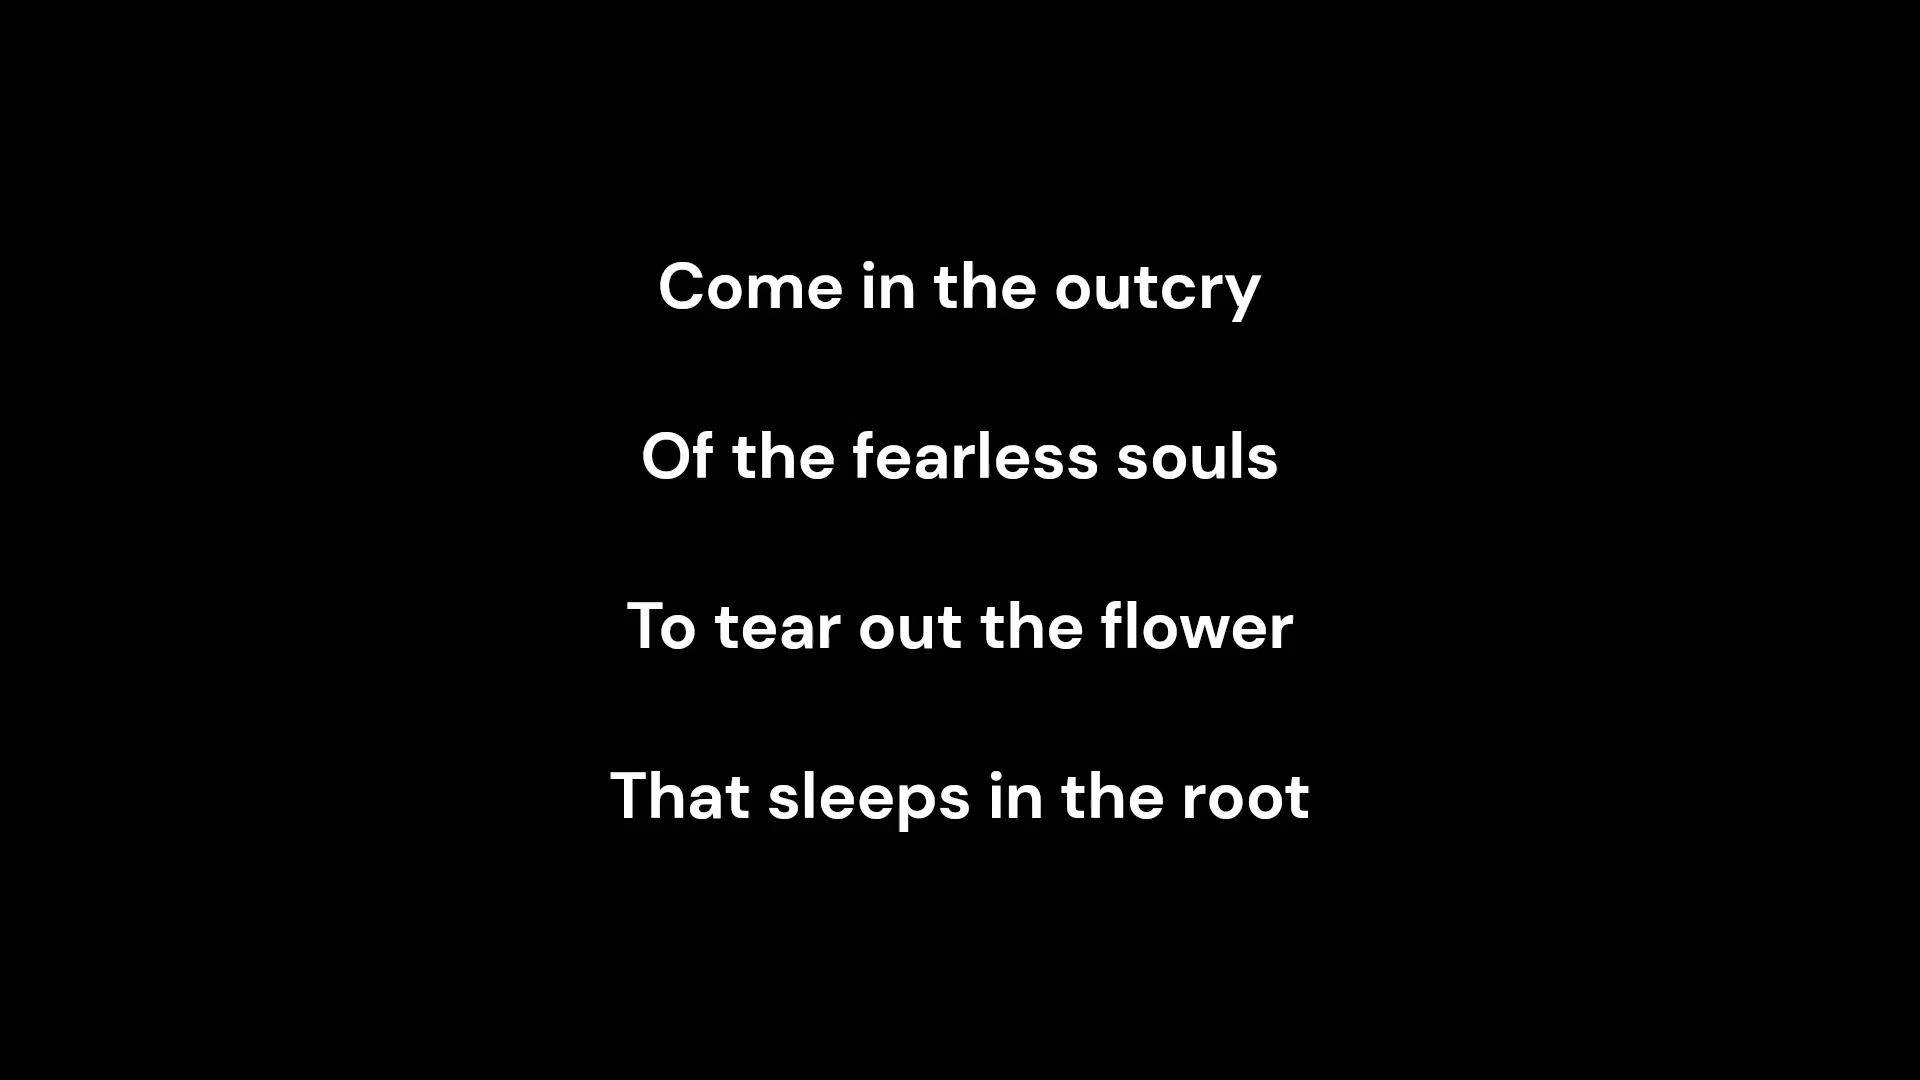 Come in the outcry
Of the fearless souls
To tear out the flower
That sleeps in the root